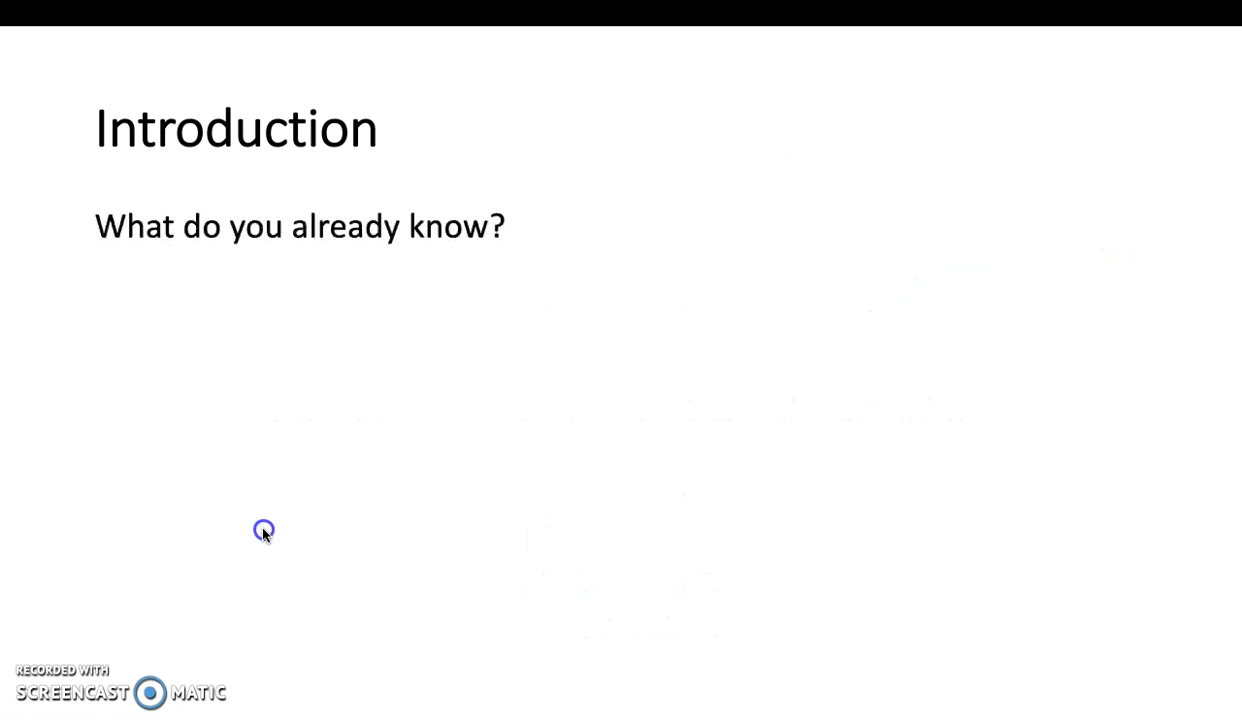 Introduction
What do you already know?
RECORDED WITH
SCREENCAST MATIC